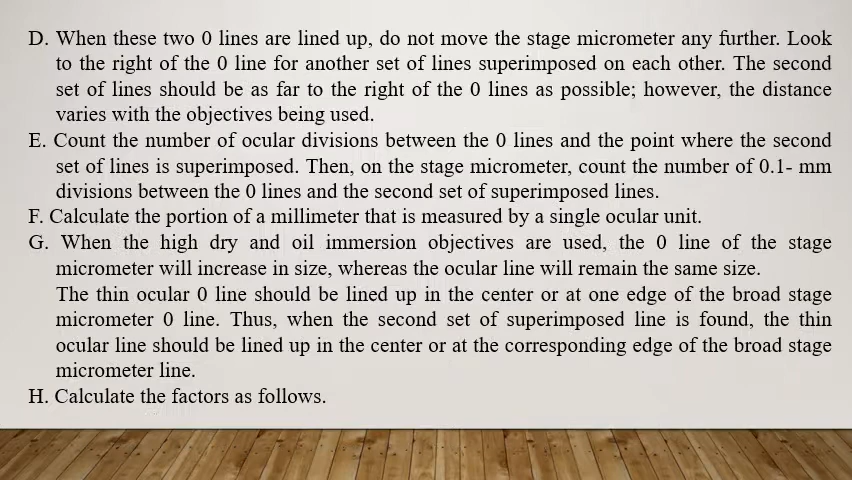 D. When these two 0 lines are lined up, do not move the stage micrometer any further. Look
to the right of the 0 line for another set of lines superimposed on each other. The second
set of lines should be as far to the right of the 0 lines as possible; however, the distance
varies with the objectives being used.
E. Count the number of ocular divisions between the 0 lines and the point where the second
set of lines is superimposed. Then, on the stage micrometer, count the number of 0.1- mm
divisions between the 0 lines and the second set of superimposed lines.
F. Calculate the portion of a millimeter that is measured by a single ocular unit.
G. When the high dry and oil immersion objectives are used, the 0 line of the stage
micrometer will increase in size, whereas the ocular line will remain the same size.
The thin ocular 0 line should be lined up in the center or at one edge of the broad stage
micrometer 0 line. Thus, when the second set of superimposed line is found, the thin
ocular line should be lined up in the center or at the corresponding edge of the broad stage
micrometer line.
H. Calculate the factors as follows.